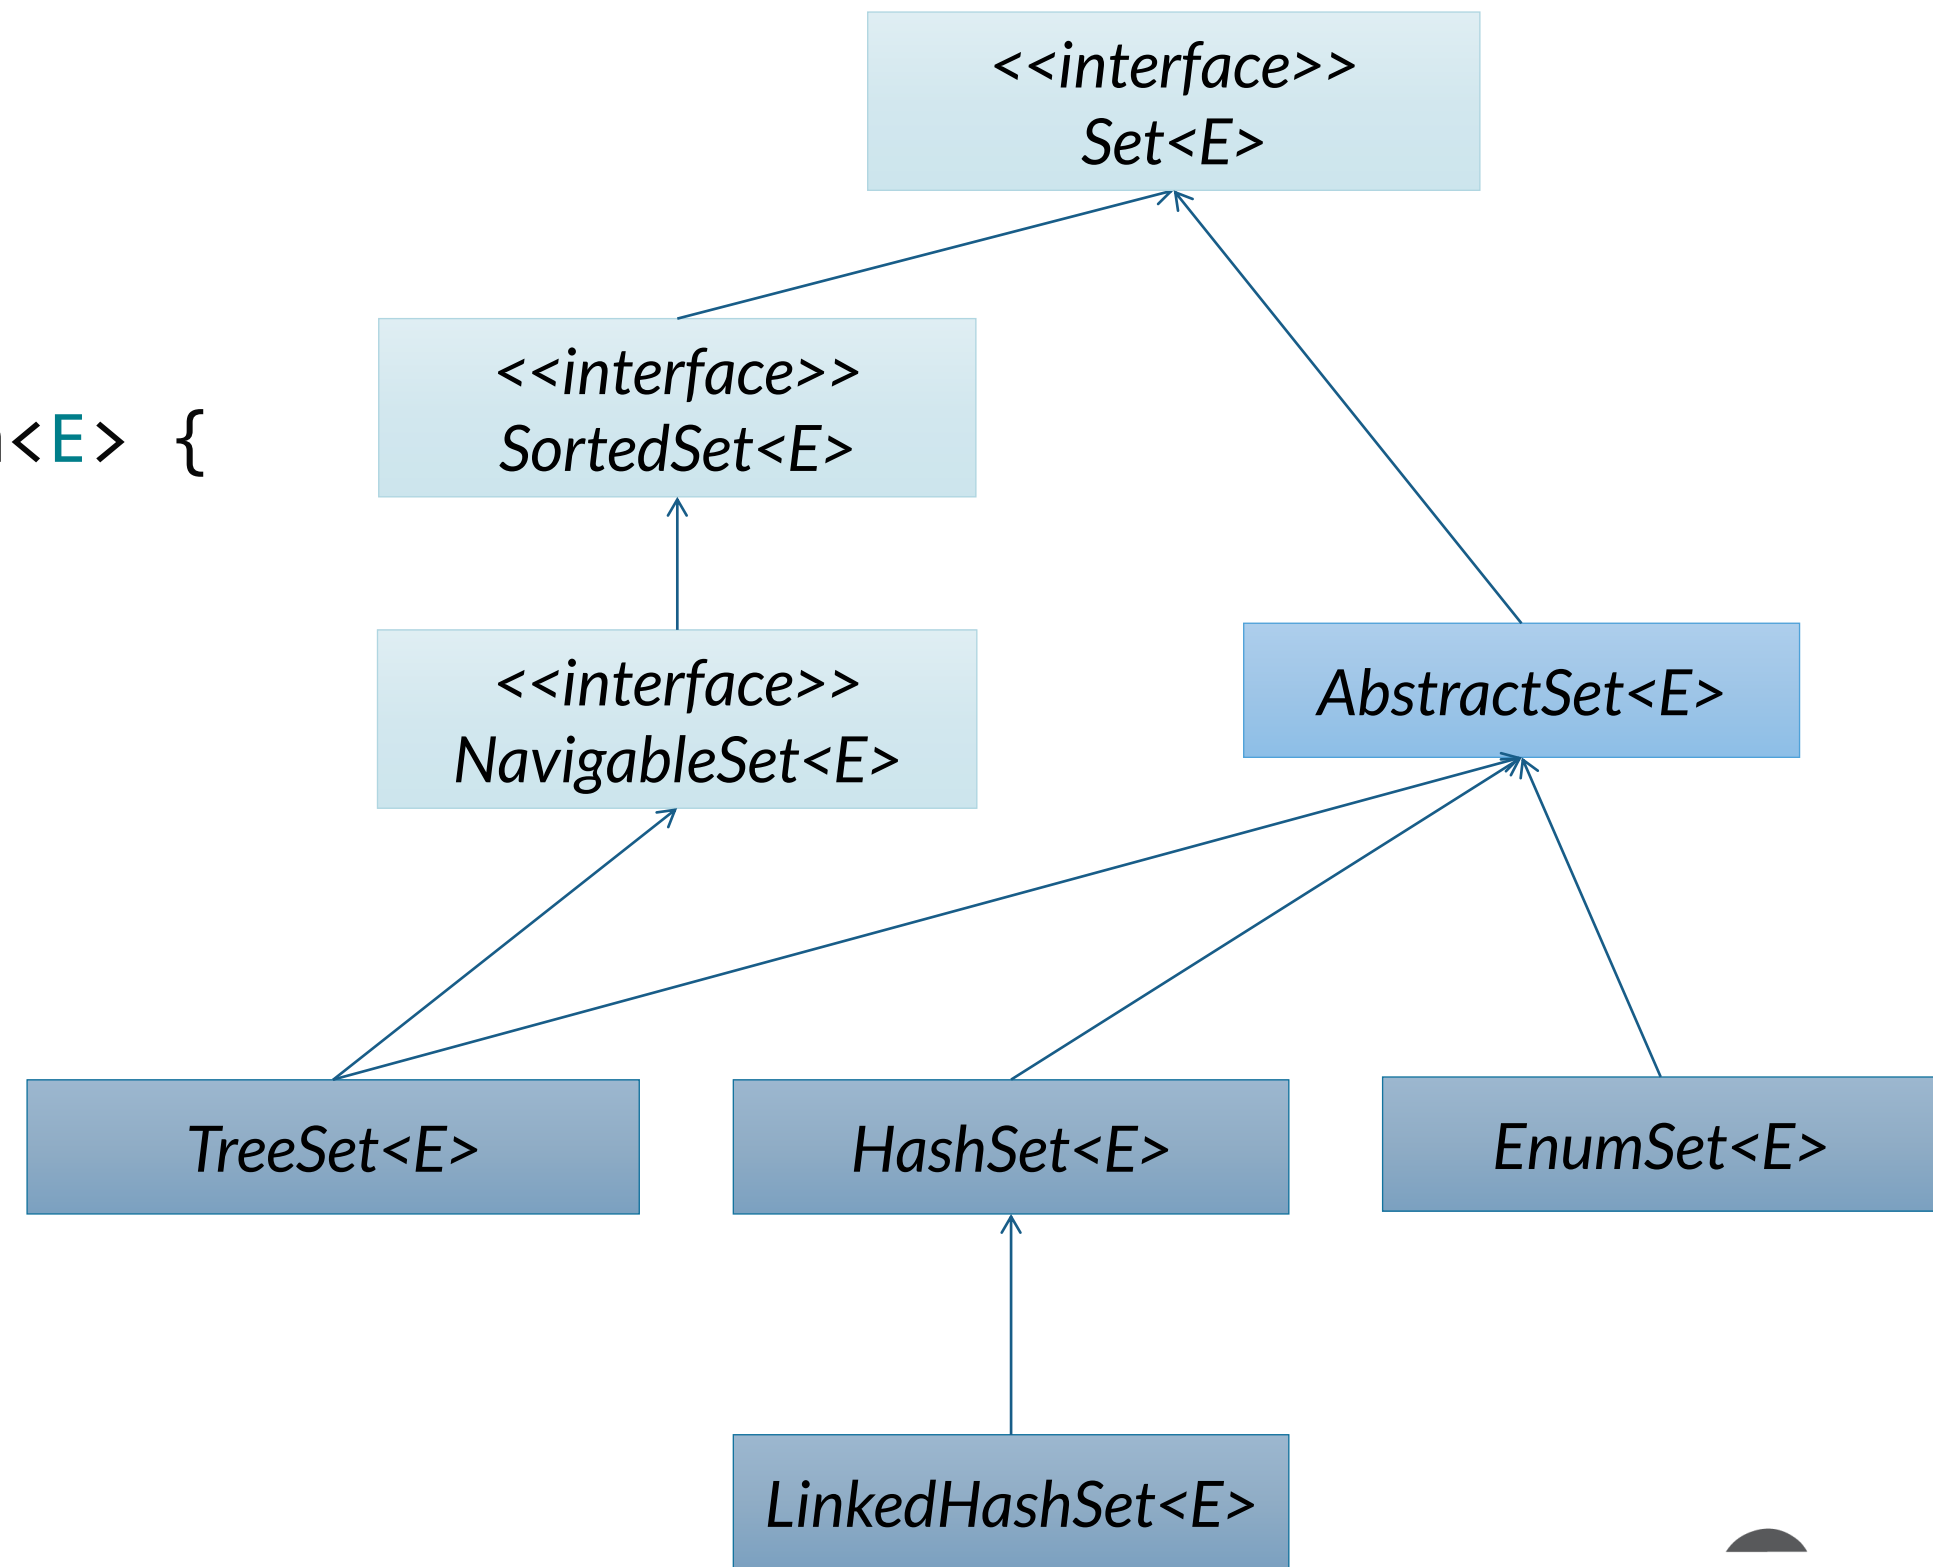 <<interface>>
Set<E>
<<interface>>
SortedSet<E>
<E> {
<<interface>>
NavigableSet<E>
AbstractSet<E>
TreeSet<E>
HashSet<E>
EnumSet<E>
LinkedHashSet<E>